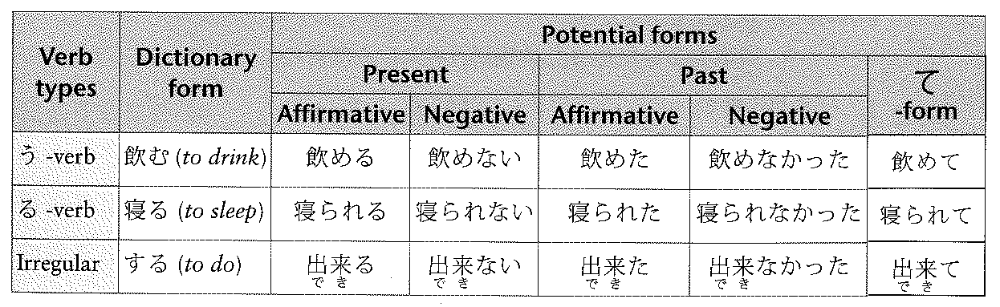 Verb types
Dictionary form
Potential forms
Present
Past
て -form
Affirmative
Negative
Affirmative
Negative
う -verb 飲む (to drink) 飲める 飲めない 飲めた 飲めなかった 飲めて
る -verb 寝る (to sleep) 寝られる 寝られない 寝られた 寝られなかった 寝られて
Irregular する (to do) 出来る 出来ない 出来た 出来なかった 出来て
でき でき でき でき でき